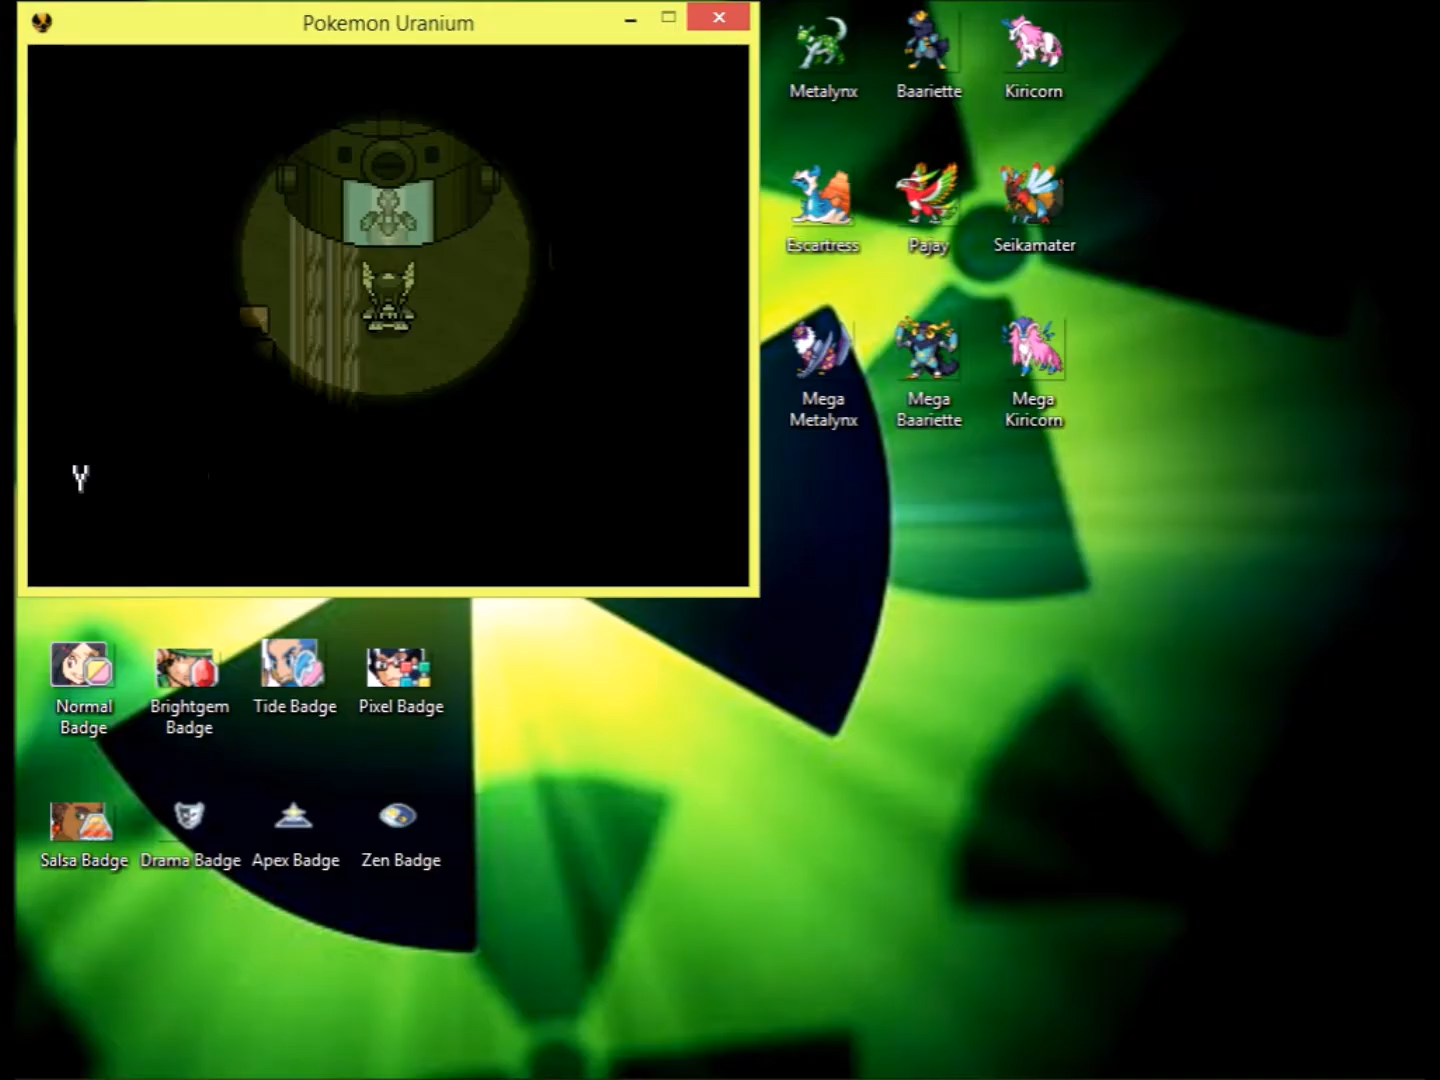 Pokemon Uranium
Metalynx
Baariette
Kiricorn
Escartress
Pajay
Seikamater
Mega
Metalynx
Mega
Baariette
Mega
Kiricorn
Y
Normal
Badge
Brightgem
Badge
Tide Badge
Pixel Badge
Salsa Badge
Drama Badge
Apex Badge
Zen Badge